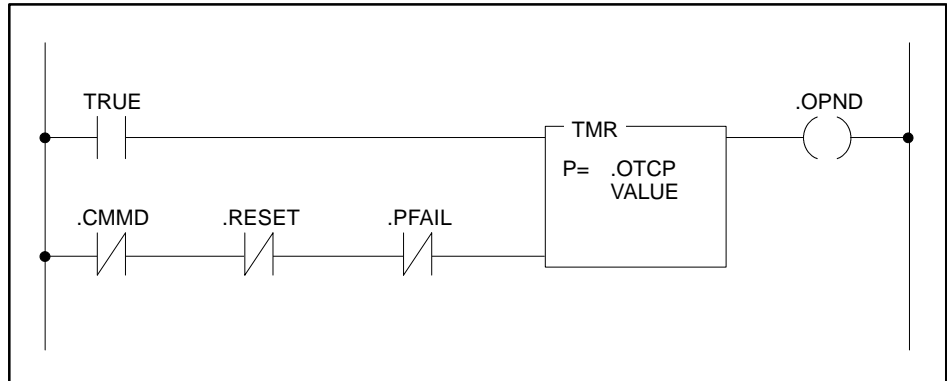 TRUE
.OPND
TMR
P= .OTCP
VALUE
.CMMD
.RESET
.PFAIL